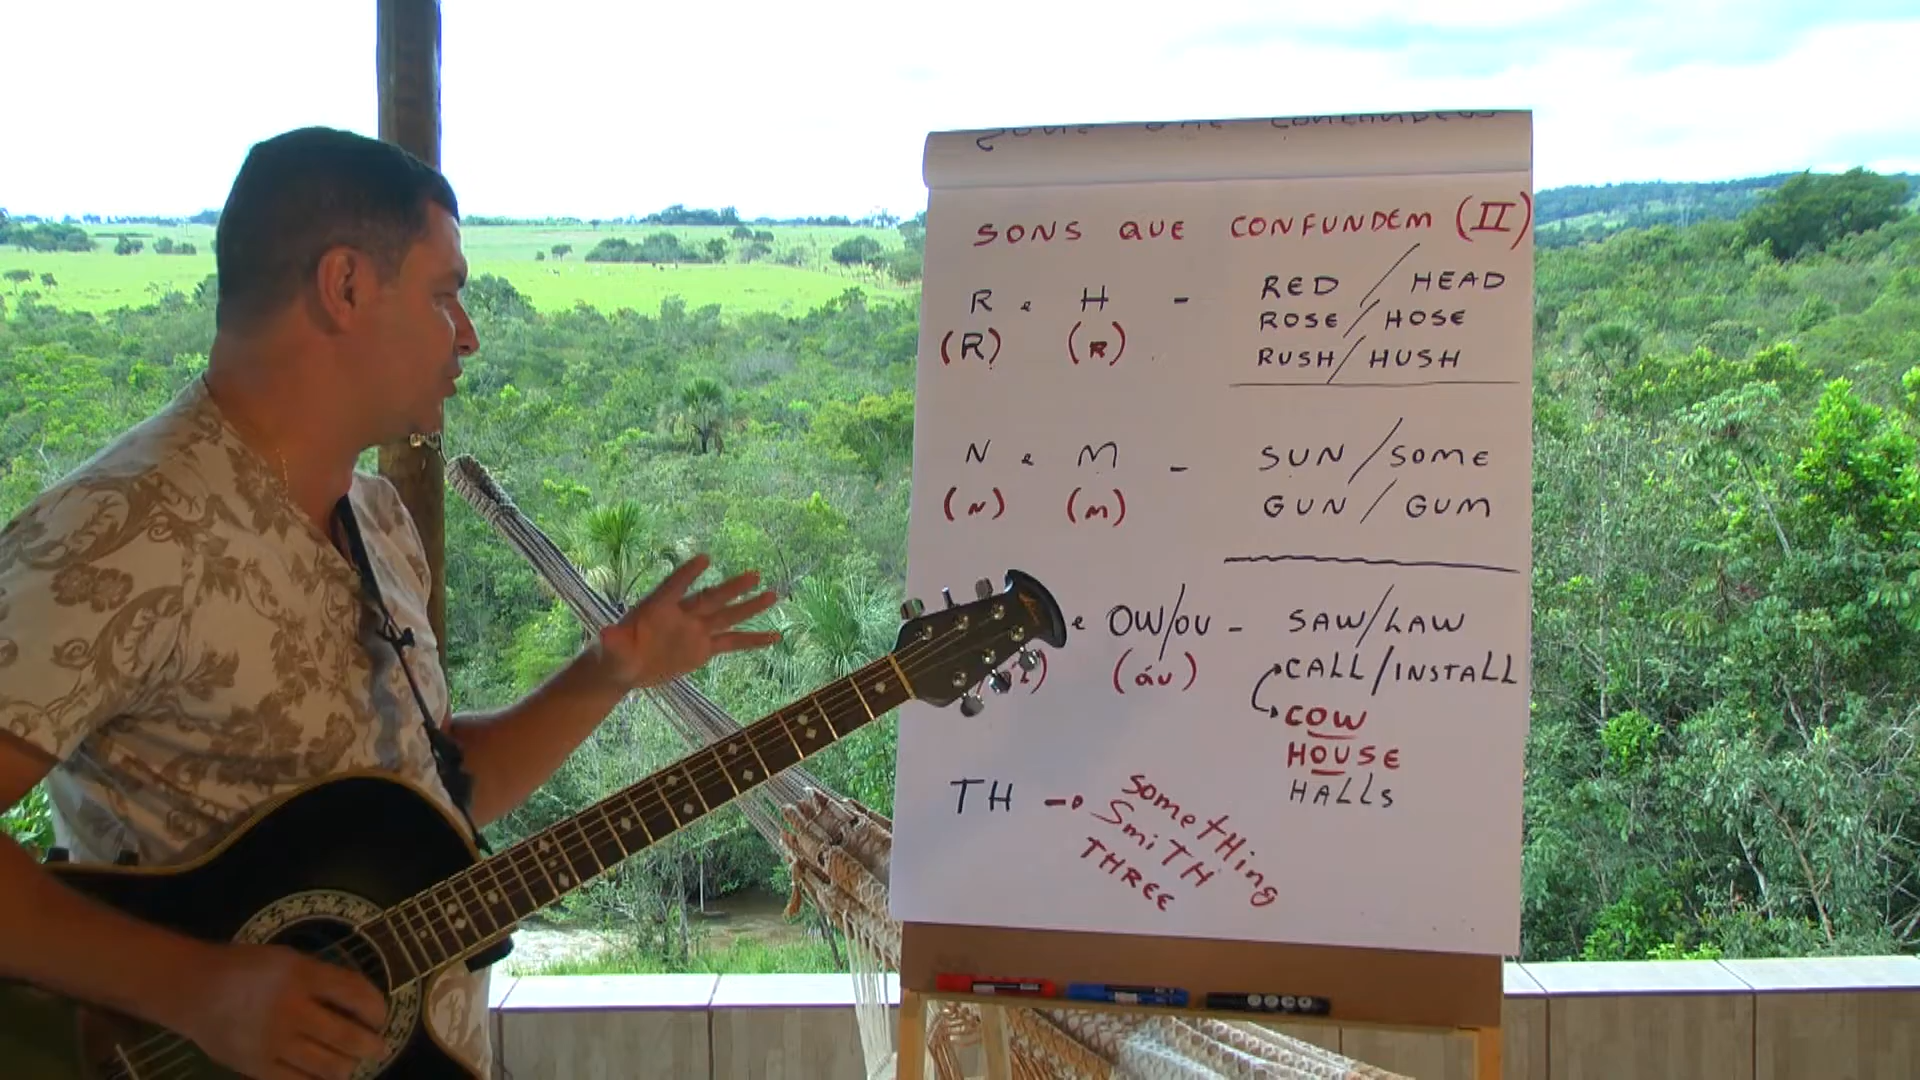 SONS QUE CONFUNDEM (II)
R e H - RED / HEAD
(R) (R) ROSE / HOSE
RUSH / HUSH
N e M - SUN / SOME
(N) (M) GUN / GUM
e OW/OU - SAW / LAW
(áu) CALL / INSTALL
COW
HOUSE
HALLS
TH → SOMETHING
SMITH
THREE